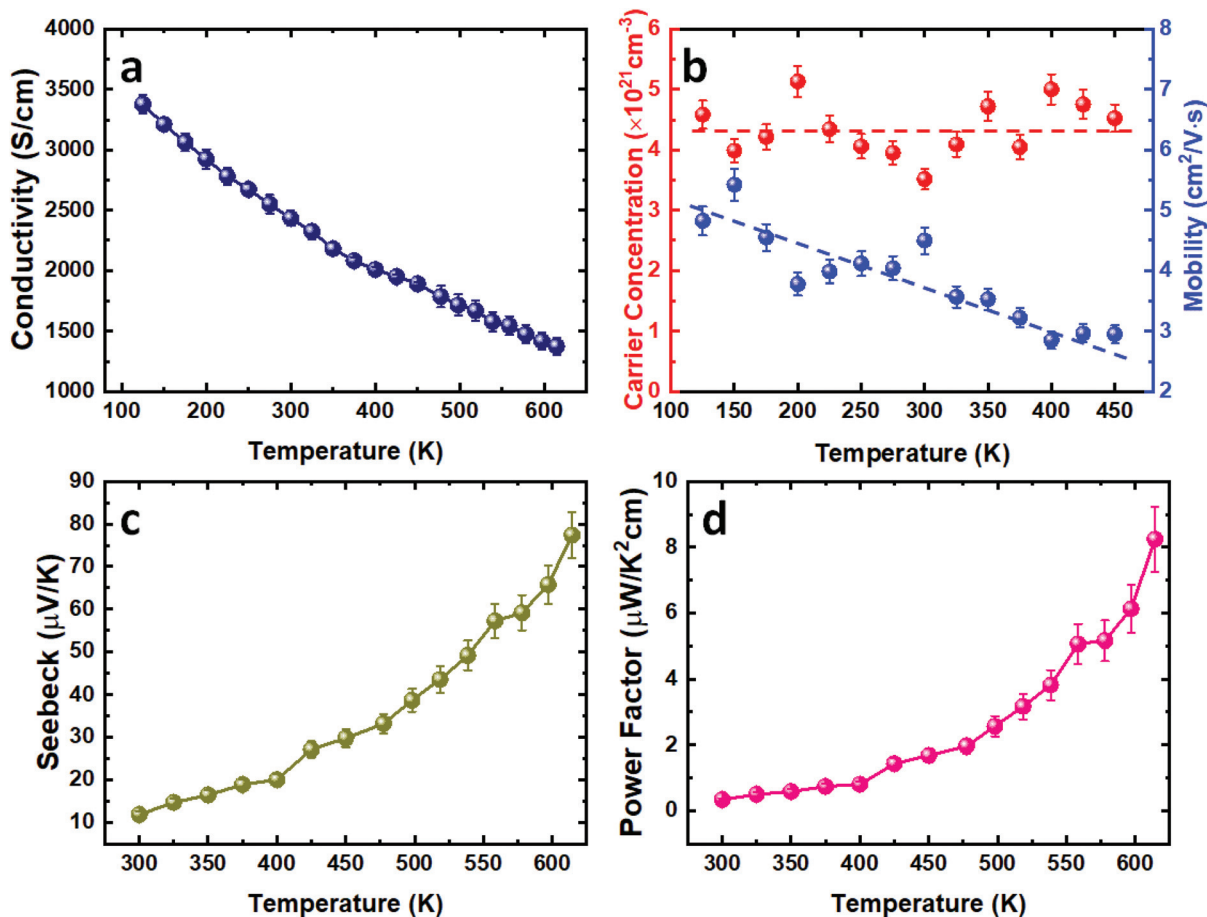 a
Conductivity (S/cm)
4000
3500
3000
2500
2000
1500
1000
100 200 300 400 500 600
Temperature (K)
b
Carrier Concentration (×10²¹cm⁻³)
6
5
4
3
2
1
0
Mobility (cm²/V·s)
8
7
6
5
4
3
2
100 150 200 250 300 350 400 450
Temperature (K)
c
Seebeck (μV/K)
90
80
70
60
50
40
30
20
10
300 350 400 450 500 550 600
Temperature (K)
d
Power Factor (μW/K²cm)
10
8
6
4
2
0
300 350 400 450 500 550 600
Temperature (K)